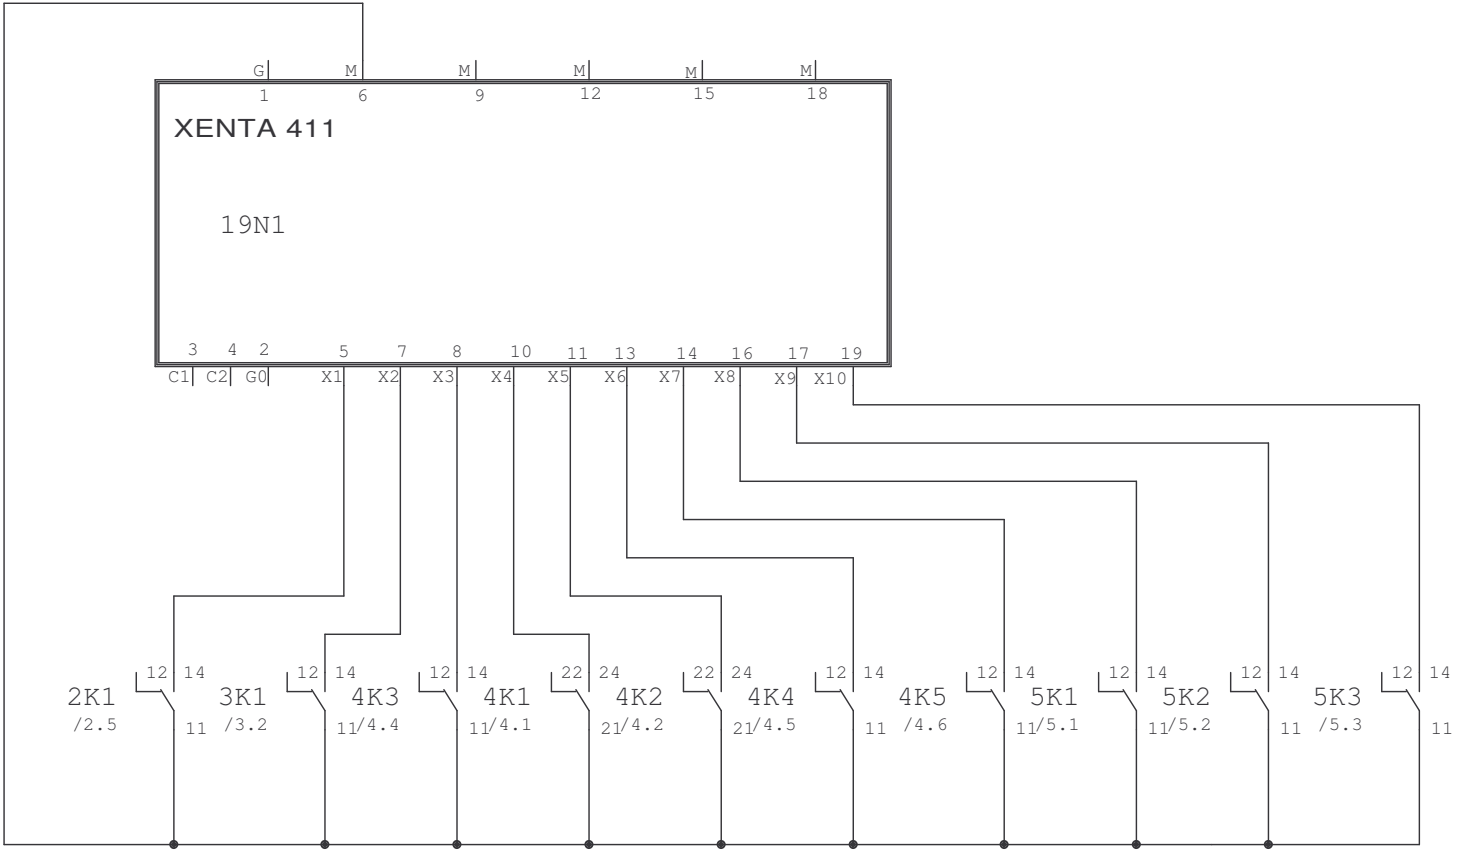 G M M M M M
1 6 9 12 15 18
XENTA 411
19N1
3 4 2 5 7 8 10 11 13 14 16 17 19
C1 C2 G0 X1 X2 X3 X4 X5 X6 X7 X8 X9 X10
12 14 12 14 12 14 22 24 22 24 12 14 12 14 12 14 12 14 12 14
2K1 3K1 4K3 4K1 4K2 4K4 4K5 5K1 5K2 5K3
/2.5 11 /3.2 11 /4.4 11 /4.1 21 /4.2 21 /4.5 11 /4.6 11 /5.1 11 /5.2 11 /5.3 11